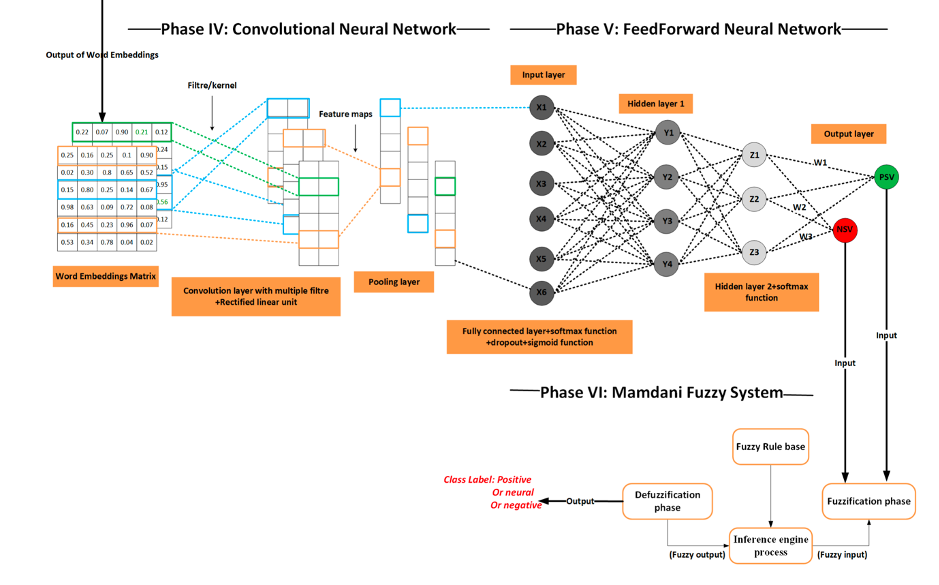 Phase IV: Convolutional Neural Network
Phase V: FeedForward Neural Network
Output of Word Embeddings
Filtre/kernel
Feature maps
Input layer
Hidden layer 1
Output layer
0.22 0.07 0.90 0.21 0.12
0.24
0.25 0.16 0.25 0.1 0.90
0.15
0.02 0.30 0.8 0.65 0.52
0.95
0.15 0.80 0.25 0.14 0.67
0.56
0.98 0.63 0.09 0.72 0.08
0.12
0.16 0.45 0.23 0.96 0.07
0.53 0.34 0.78 0.04 0.02
Word Embeddings Matrix
Convolution layer with multiple filtre
+Rectified linear unit
Pooling layer
X1
X2
X3
X4
X5
X6
Y1
Y2
Y3
Y4
Z1
Z2
Z3
W1
W2
W3
PSV
NSV
Hidden layer 2+softmax
function
Fully connected layer+softmax function
+dropout+sigmoid function
Input
Input
Phase VI: Mamdani Fuzzy System
Fuzzy Rule base
Class Label: Positive
Or neural
Or negative
Output
Defuzzification
phase
Fuzzification phase
Inference engine
process
(Fuzzy output)
(Fuzzy input)